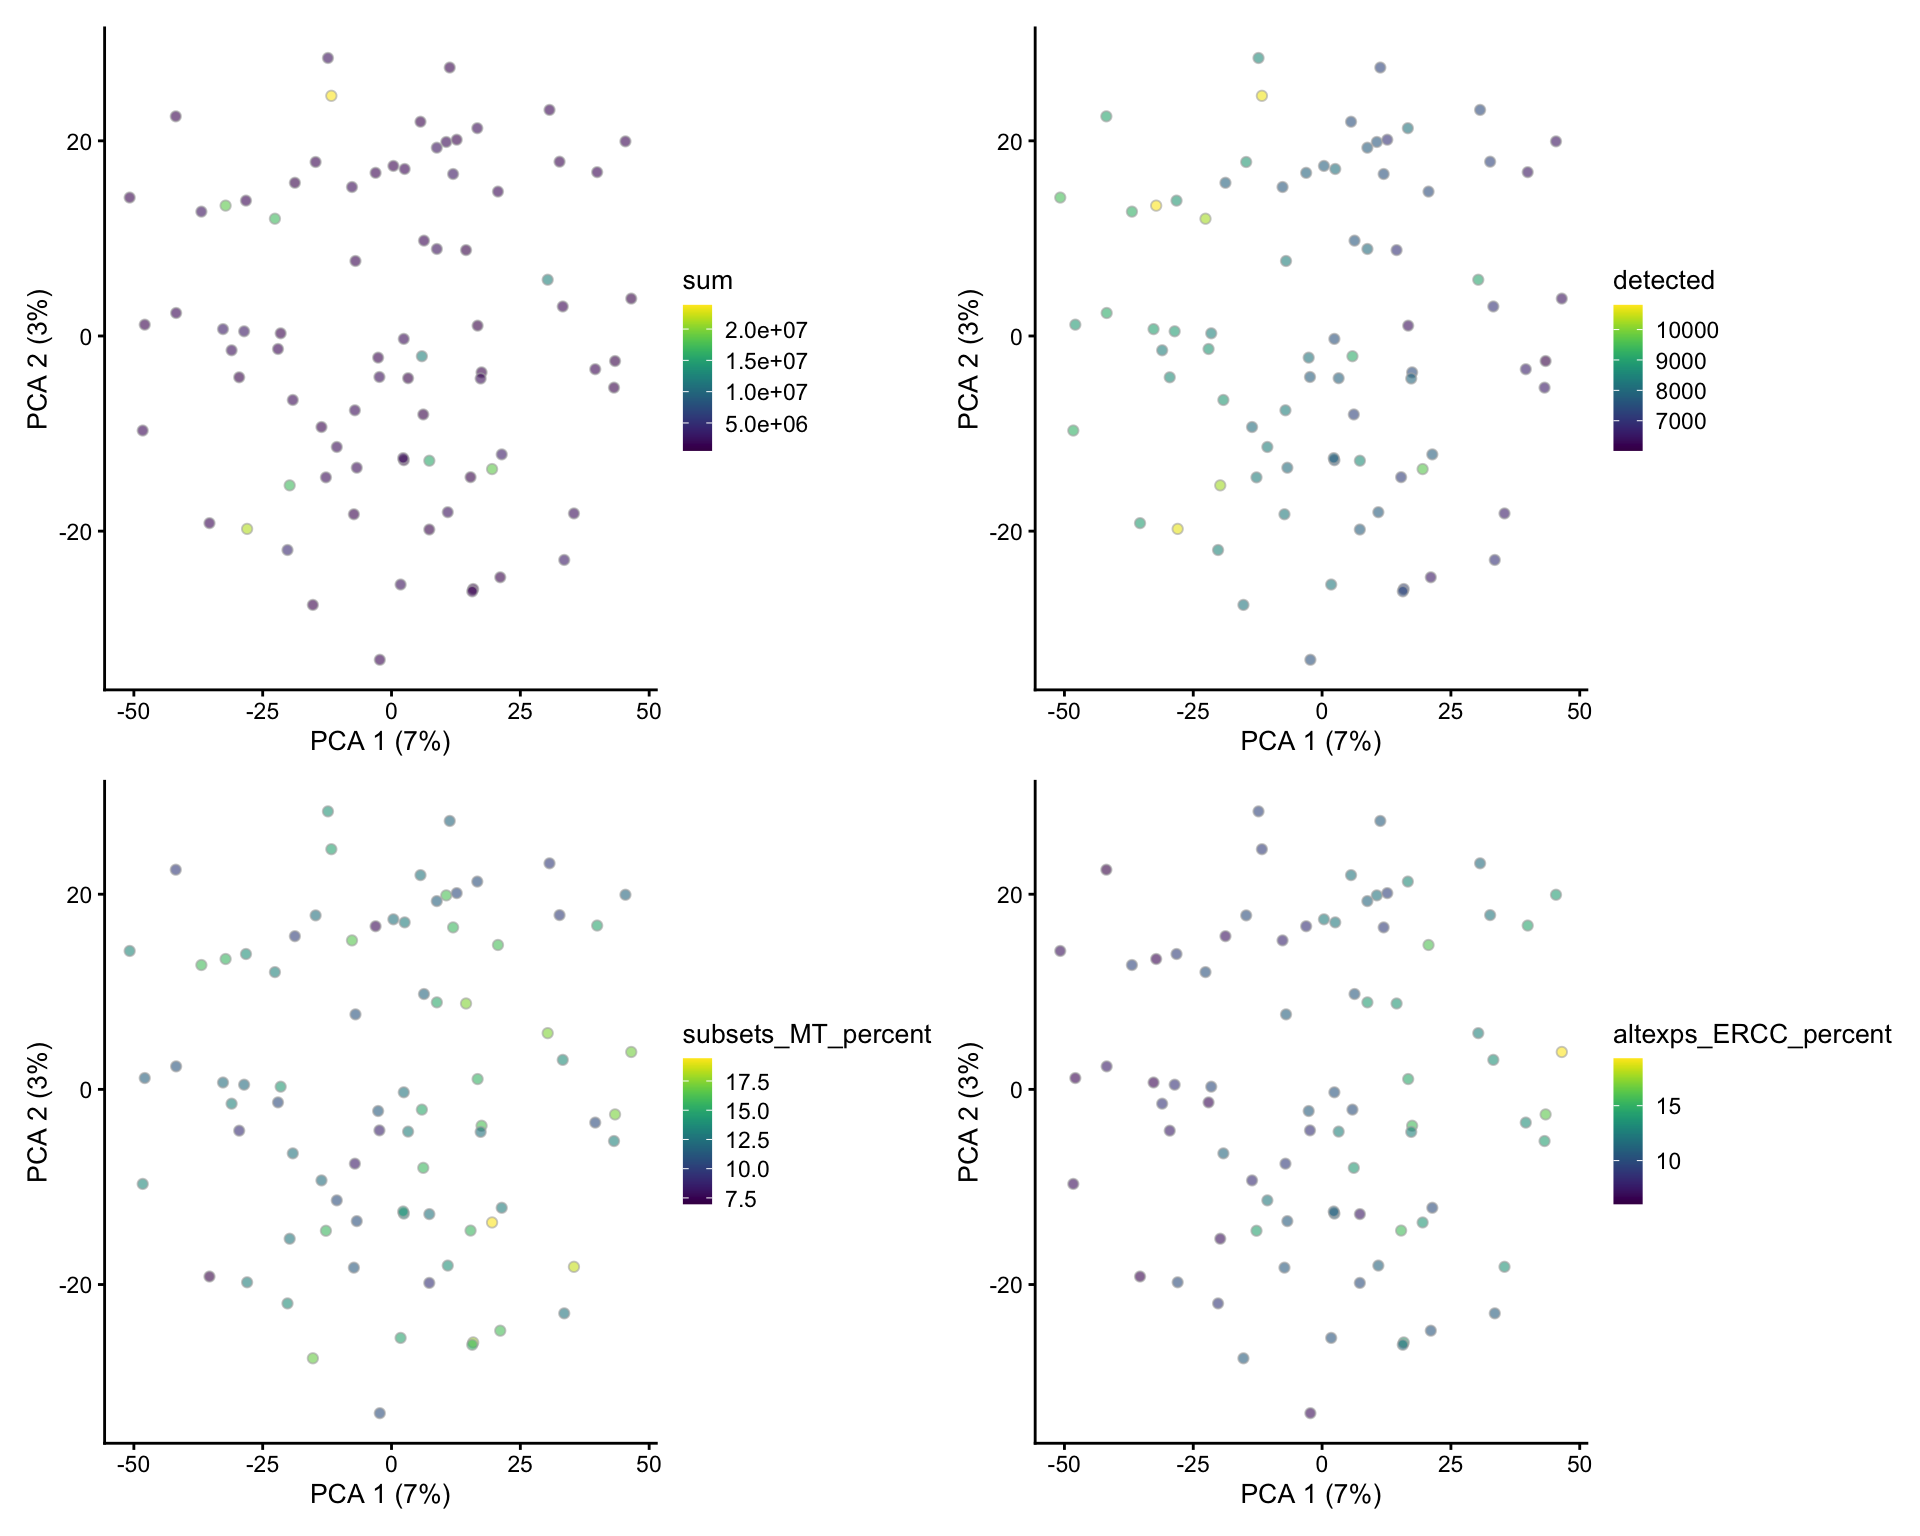 20
0
-20
PCA 2 (3%)
-50
-25
0
25
50
PCA 1 (7%)
sum
2.0e+07
1.5e+07
1.0e+07
5.0e+06
20
0
-20
PCA 2 (3%)
-50
-25
0
25
50
PCA 1 (7%)
detected
10000
9000
8000
7000
20
0
-20
PCA 2 (3%)
-50
-25
0
25
50
PCA 1 (7%)
subsets_MT_percent
17.5
15.0
12.5
10.0
7.5
20
0
-20
PCA 2 (3%)
-50
-25
0
25
50
PCA 1 (7%)
altexps_ERCC_percent
15
10